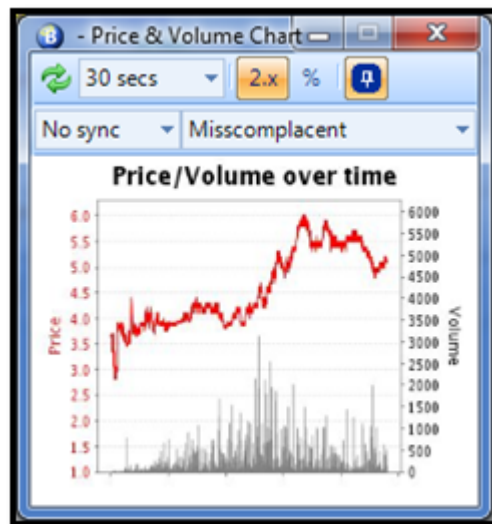 B - Price & Volume Chart
30 secs 2.x %
No sync Misscomplacent
Price/Volume over time
6.0 6000
5.5 5500
5.0 5000
4.5 4500
4.0 4000
3.5 3500
3.0 3000
2.5 2500
2.0 2000
1.5 1500
1.0 1000
500
0
Price
Volume